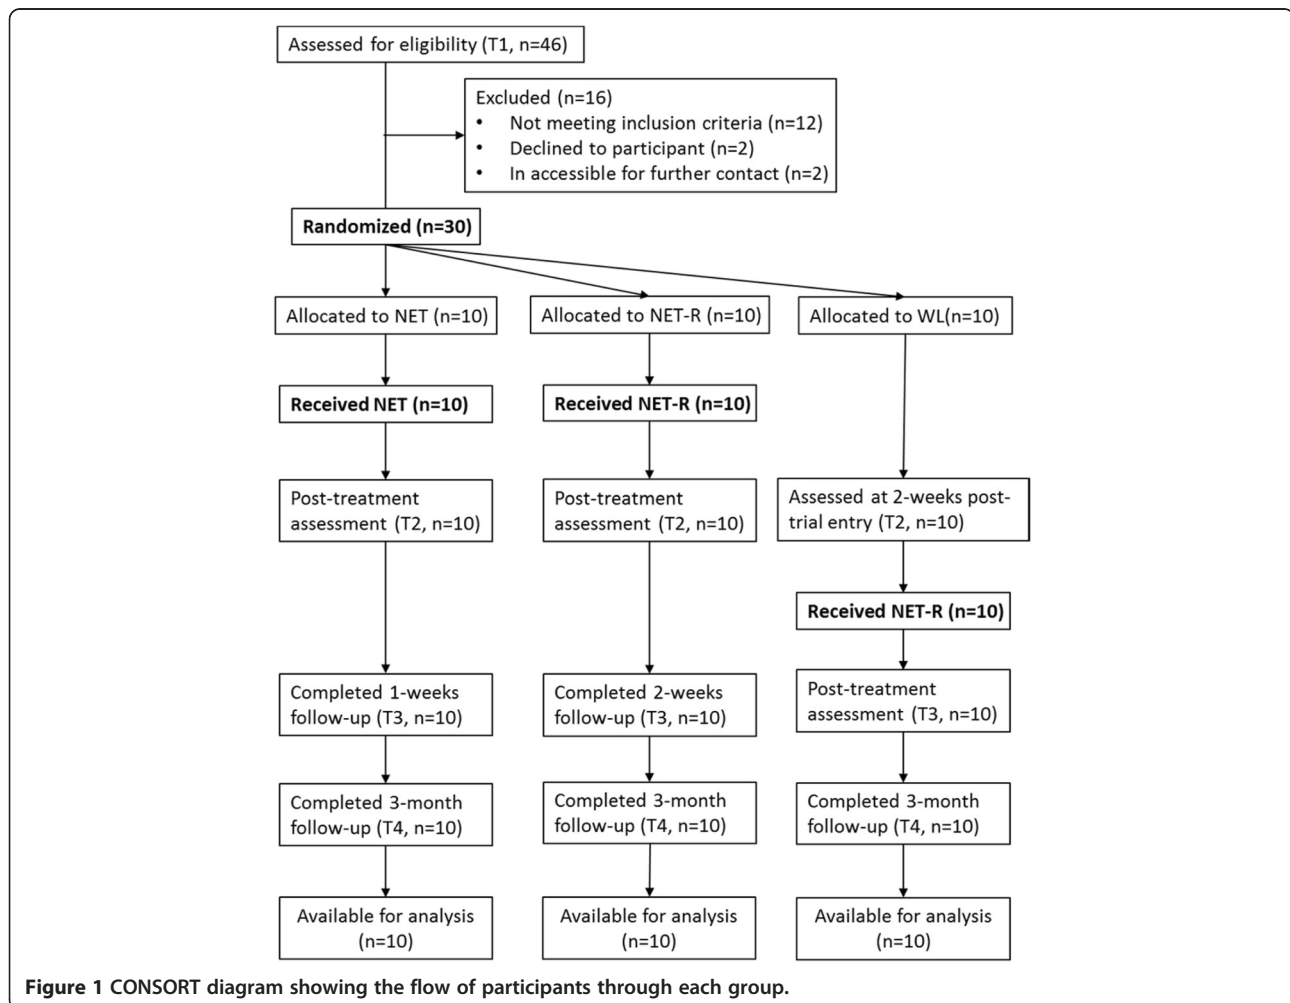 Assessed for eligibility (T1, n=46)
Excluded (n=16)
• Not meeting inclusion criteria (n=12)
• Declined to participant (n=2)
• In accessible for further contact (n=2)
Randomized (n=30)
Allocated to NET (n=10)
Allocated to NET-R (n=10)
Allocated to WL(n=10)
Received NET (n=10)
Received NET-R (n=10)
Post-treatment
assessment (T2, n=10)
Post-treatment
assessment (T2, n=10)
Assessed at 2-weeks post-
trial entry (T2, n=10)
Received NET-R (n=10)
Completed 1-weeks
follow-up (T3, n=10)
Completed 2-weeks
follow-up (T3, n=10)
Post-treatment
assessment (T3, n=10)
Completed 3-month
follow-up (T4, n=10)
Completed 3-month
follow-up (T4, n=10)
Completed 3-month
follow-up (T4, n=10)
Available for analysis
(n=10)
Available for analysis
(n=10)
Available for analysis
(n=10)
Figure 1 CONSORT diagram showing the flow of participants through each group.